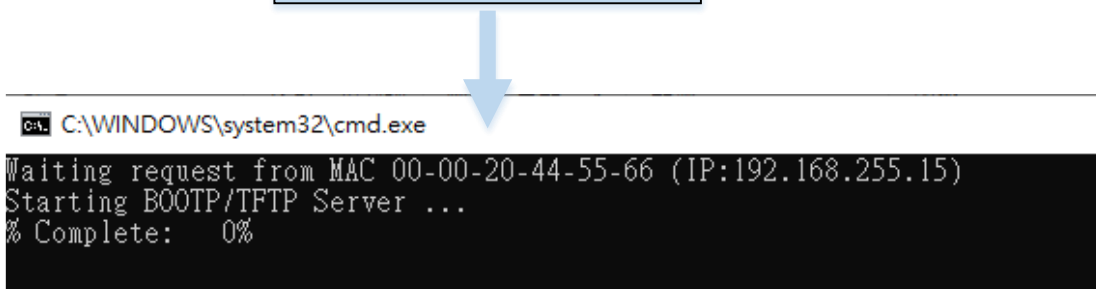 C:\WINDOWS\system32\cmd.exe
Waiting request from MAC 00-00-20-44-55-66 (IP:192.168.255.15)
Starting BOOTP/TFTP Server ...
% Complete:   0%